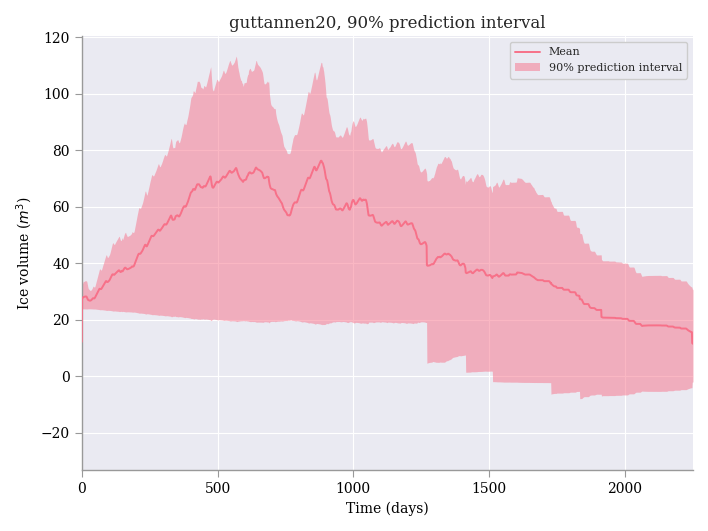 guttannen20, 90% prediction interval
Mean
90% prediction interval
120
100
80
60
40
20
0
−20
Ice volume (m³)
0
500
1000
1500
2000
Time (days)